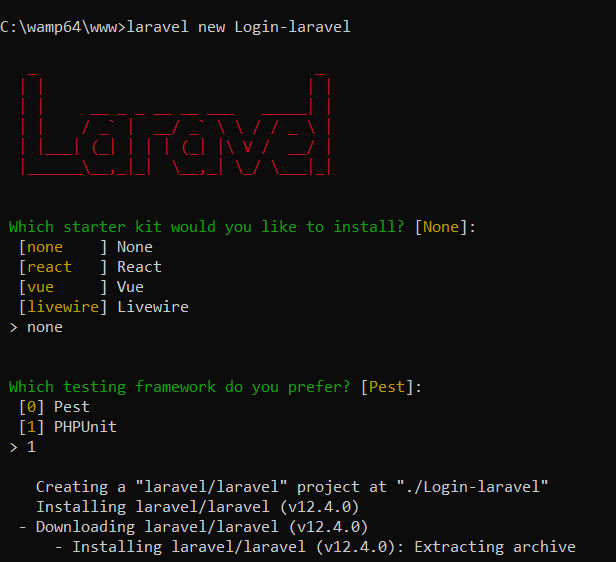 C:\wamp64\www>laravel new Login-laravel
Laravel
Which starter kit would you like to install? [None]:
[none    ] None
[react   ] React
[vue     ] Vue
[livewire] Livewire
> none
Which testing framework do you prefer? [Pest]:
[0] Pest
[1] PHPUnit
> 1
Creating a "laravel/laravel" project at "./Login-laravel"
Installing laravel/laravel (v12.4.0)
- Downloading laravel/laravel (v12.4.0)
- Installing laravel/laravel (v12.4.0): Extracting archive